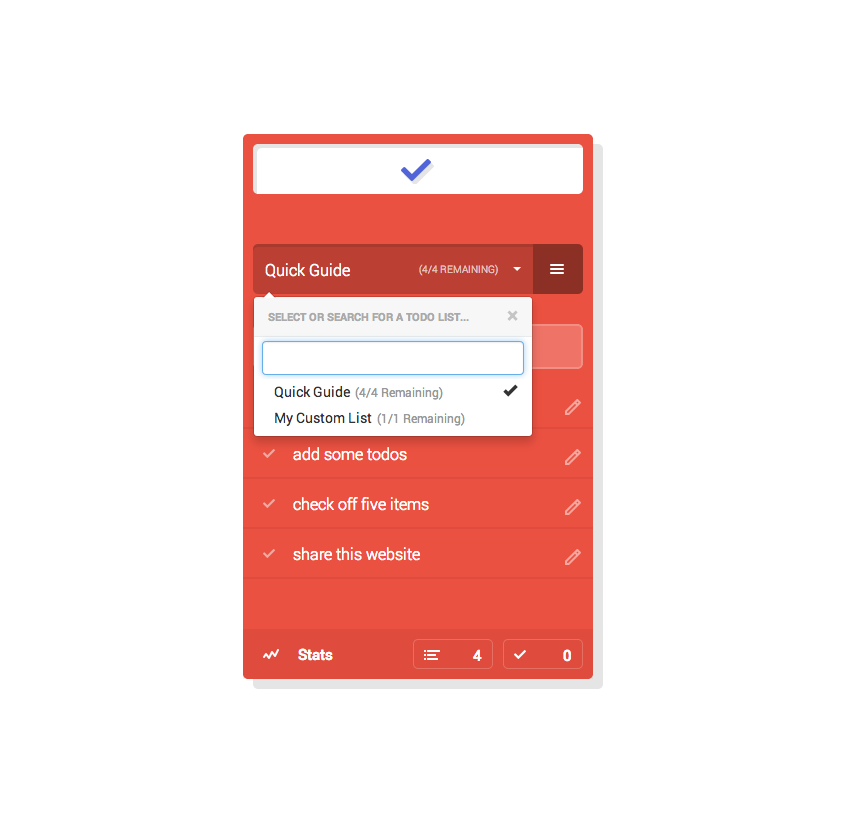 Quick Guide (4/4 REMAINING)
SELECT OR SEARCH FOR A TODO LIST...
Quick Guide (4/4 Remaining)
My Custom List (1/1 Remaining)
add some todos
check off five items
share this website
Stats 4 0